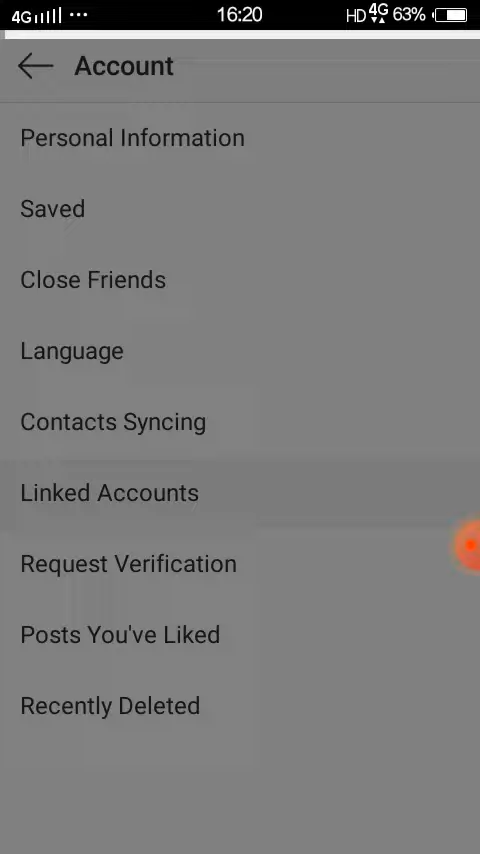 4G 16:20 HD 4G 63%
Account
Personal Information
Saved
Close Friends
Language
Contacts Syncing
Linked Accounts
Request Verification
Posts You've Liked
Recently Deleted